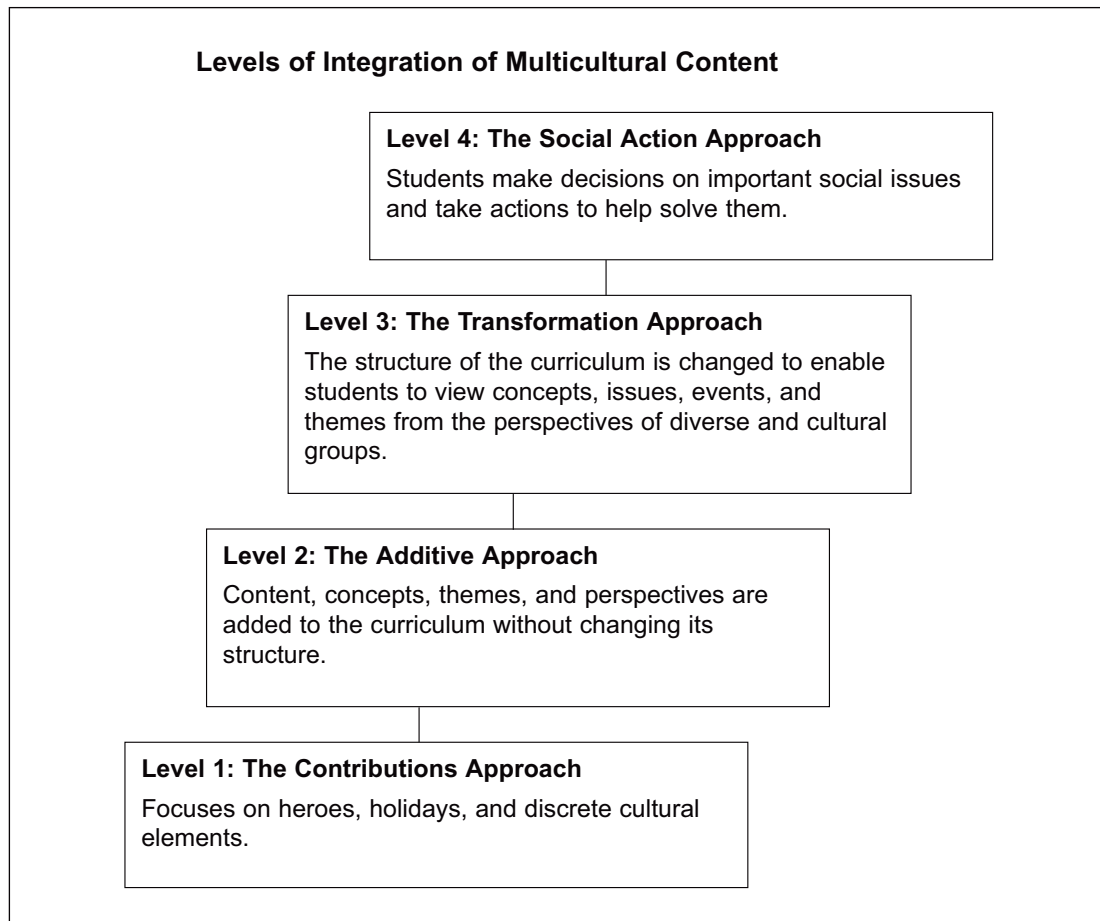 Levels of Integration of Multicultural Content
Level 4: The Social Action Approach
Students make decisions on important social issues
and take actions to help solve them.
Level 3: The Transformation Approach
The structure of the curriculum is changed to enable
students to view concepts, issues, events, and
themes from the perspectives of diverse and cultural
groups.
Level 2: The Additive Approach
Content, concepts, themes, and perspectives are
added to the curriculum without changing its
structure.
Level 1: The Contributions Approach
Focuses on heroes, holidays, and discrete cultural
elements.